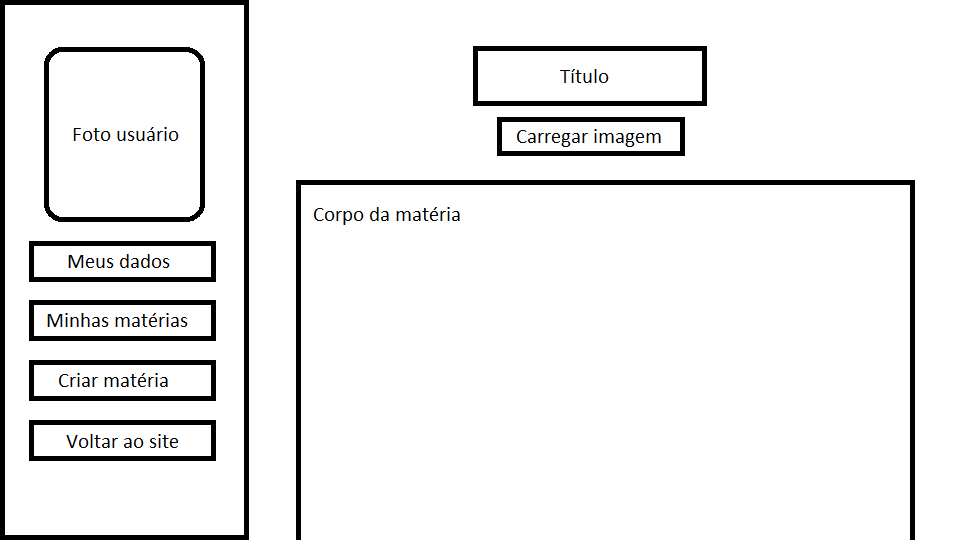 Foto usuário
Meus dados
Minhas matérias
Criar matéria
Voltar ao site
Título
Carregar imagem
Corpo da matéria